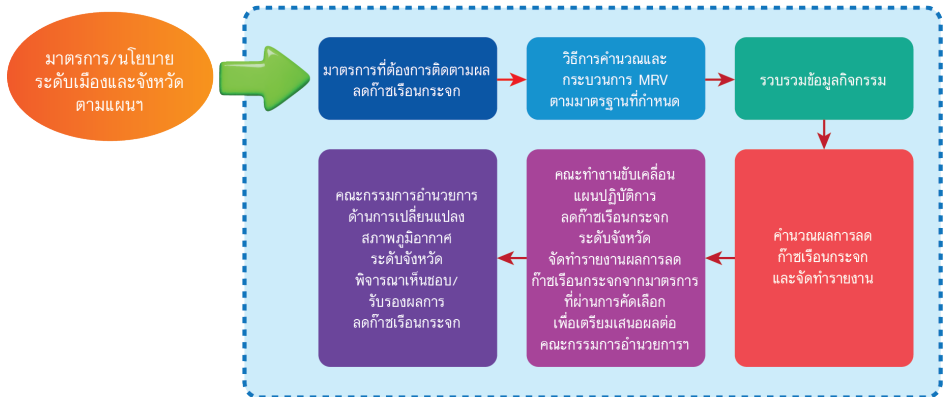 มาตรการ/นโยบาย
ระดับเมืองและจังหวัด
ตามแผนฯ
มาตรการที่ต้องการติดตามผล
ลดก๊าซเรือนกระจก
วิธีการคำนวณและ
กระบวนการ MRV
ตามมาตรฐานที่กำหนด
รวบรวมข้อมูลกิจกรรม
คำนวณผลการลด
ก๊าซเรือนกระจก
และจัดทำรายงาน
คณะทำงานขับเคลื่อน
แผนปฏิบัติการ
ลดก๊าซเรือนกระจก
ระดับจังหวัด
จัดทำรายงานผลการลด
ก๊าซเรือนกระจกจากมาตรการ
ที่ผ่านการคัดเลือก
เพื่อเตรียมเสนอผลต่อ
คณะกรรมการอำนวยการฯ
คณะกรรมการอำนวยการ
ด้านการเปลี่ยนแปลง
สภาพภูมิอากาศ
ระดับจังหวัด
พิจารณาเห็นชอบ/
รับรองผลการ
ลดก๊าซเรือนกระจก